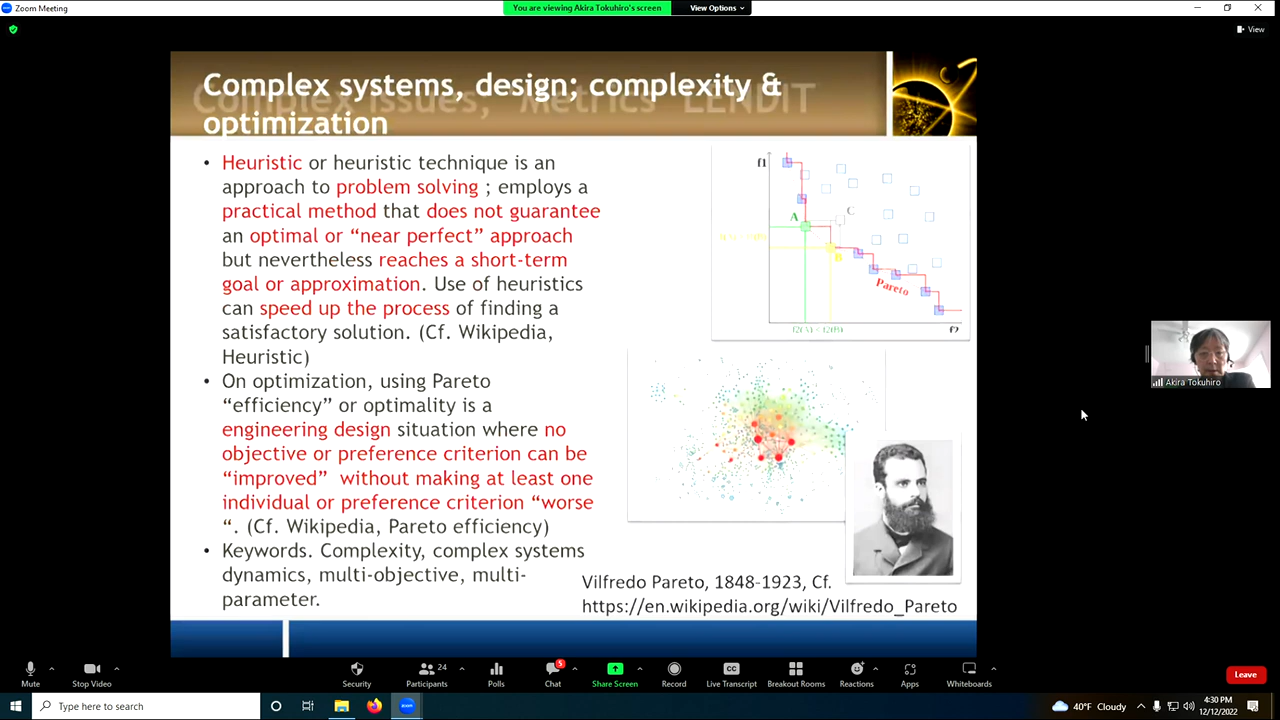 Zoom Meeting
You are viewing Akira Tokuhiro's screen
View Options
View
Complex systems, design; complexity &
optimization
Complex issues, Metrics LENDIT
• Heuristic or heuristic technique is an
approach to problem solving ; employs a
practical method that does not guarantee
an optimal or “near perfect” approach
but nevertheless reaches a short-term
goal or approximation. Use of heuristics
can speed up the process of finding a
satisfactory solution. (Cf. Wikipedia,
Heuristic)
• On optimization, using Pareto
“efficiency” or optimality is a
engineering design situation where no
objective or preference criterion can be
“improved” without making at least one
individual or preference criterion “worse
“. (Cf. Wikipedia, Pareto efficiency)
• Keywords. Complexity, complex systems
dynamics, multi-objective, multi-
parameter.
f1
A
C
B
Pareto
f2(A) < f2(B)
f2
Vilfredo Pareto, 1848-1923, Cf.
https://en.wikipedia.org/wiki/Vilfredo_Pareto
Akira Tokuhiro
Mute
Stop Video
Security
24
Participants
Polls
5
Chat
Share Screen
Record
CC
Live Transcript
Breakout Rooms
Reactions
Apps
Whiteboards
Leave
Type here to search
40°F Cloudy
4:30 PM
12/12/2022